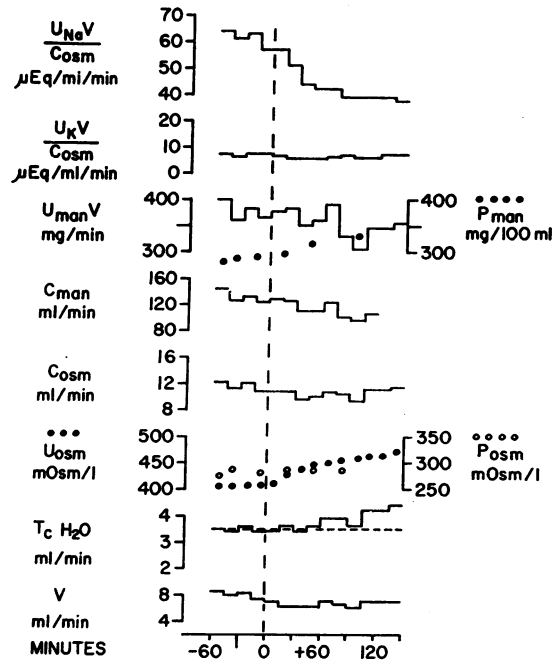 70
UNaV
60
Cosm
50
µEq/ml/min
40
UKV
20
Cosm
10
µEq/ml/min
0
UmanV
mg/min
400
300
400
300
Pman
mg/100 ml
Cman
ml/min
160
120
80
Cosm
ml/min
16
12
8
Uosm
mOsm/l
500
450
400
350
300
250
Posm
mOsm/l
Tc H2O
ml/min
4
3
2
V
ml/min
8
4
MINUTES -60 0 +60 120